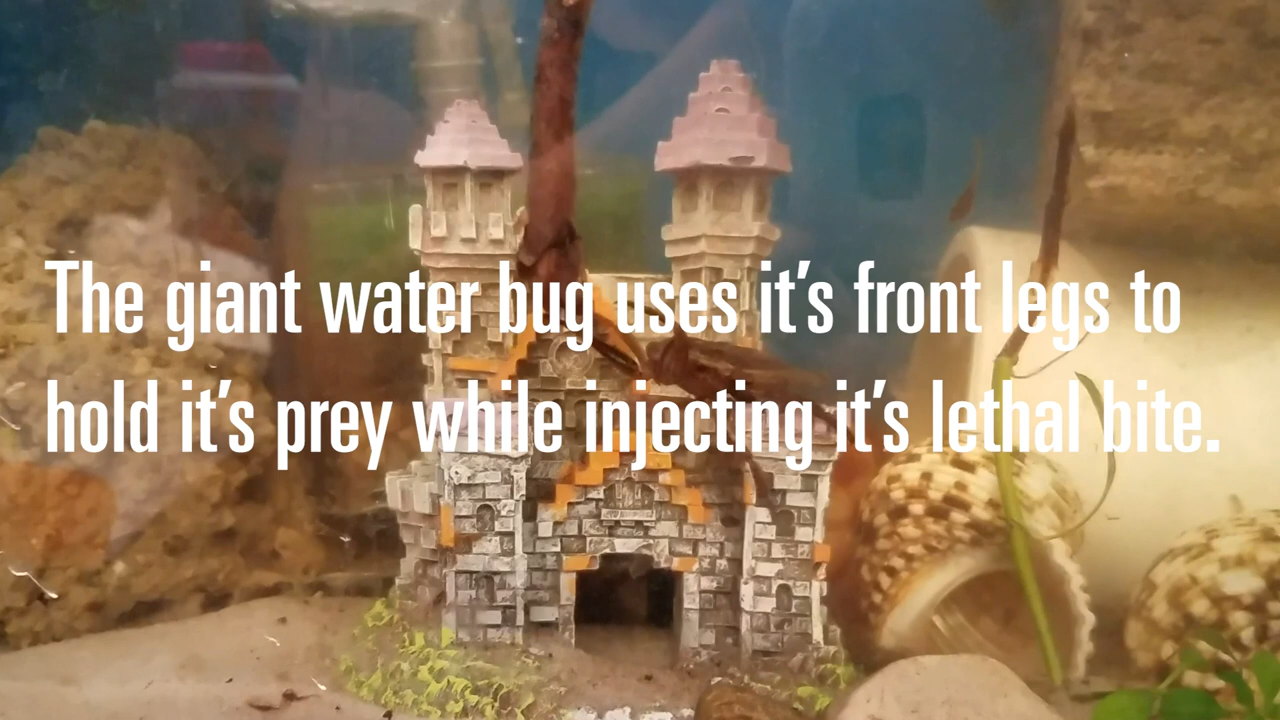 The giant water bug uses it's front legs to
hold it's prey while injecting it's lethal bite.